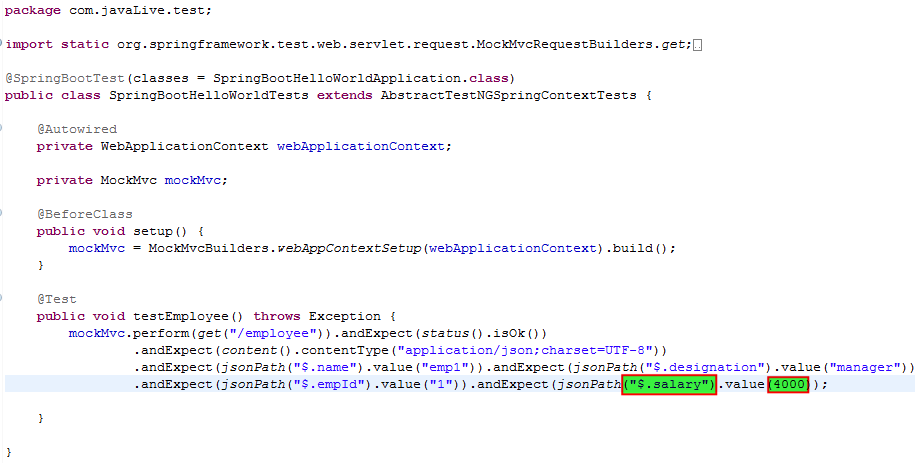 package com.javaLive.test;
import static org.springframework.test.web.servlet.request.MockMvcRequestBuilders.get;
@SpringBootTest(classes = SpringBootHelloWorldApplication.class)
public class SpringBootHelloWorldTests extends AbstractTestNGSpringContextTests {
@Autowired
private WebApplicationContext webApplicationContext;
private MockMvc mockMvc;
@BeforeClass
public void setup() {
mockMvc = MockMvcBuilders.webAppContextSetup(webApplicationContext).build();
}
@Test
public void testEmployee() throws Exception {
mockMvc.perform(get("/employee")).andExpect(status().isOk())
.andExpect(content().contentType("application/json;charset=UTF-8"))
.andExpect(jsonPath("$.name").value("emp1")).andExpect(jsonPath("$.designation").value("manager"))
.andExpect(jsonPath("$.empId").value("1")).andExpect(jsonPath("$.salary").value(4000));
}
}